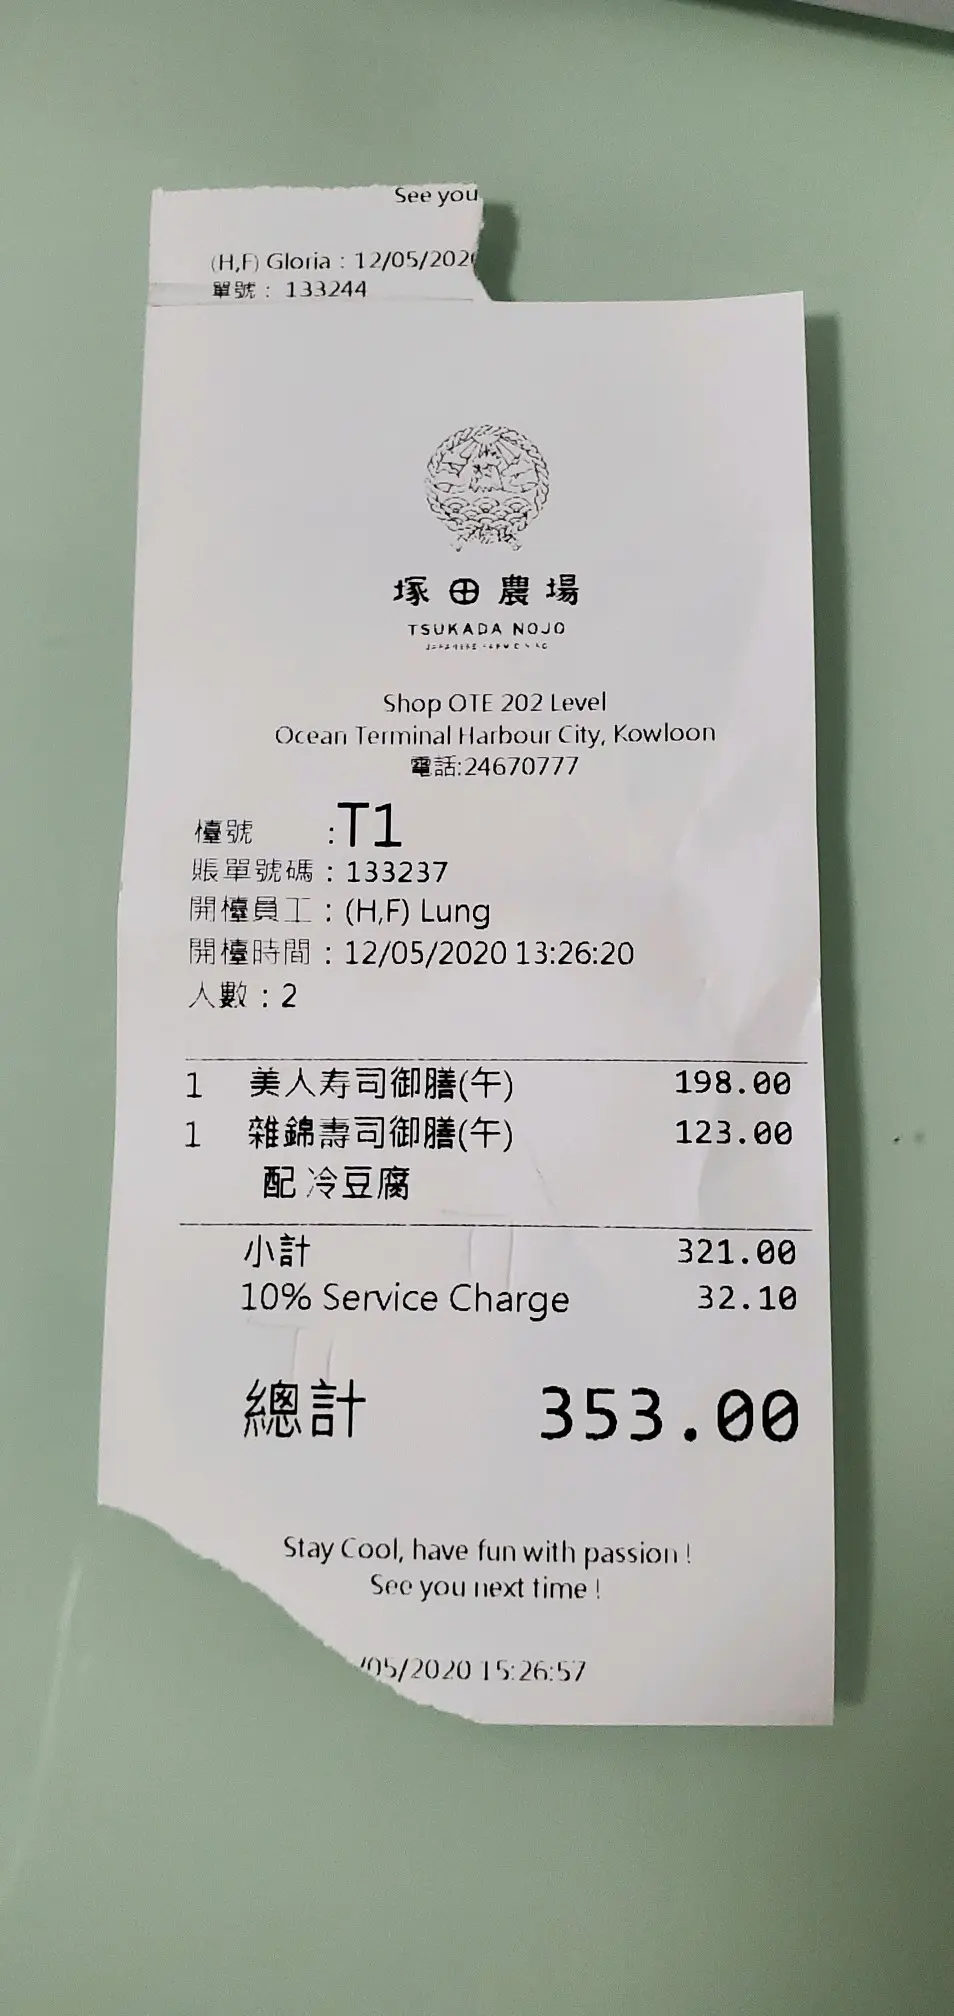 See you
(H,F) Gloria : 12/05/202
單號 : 133244
塚田農場
TSUKADA NOJO
Shop OTE 202 Level
Ocean Terminal Harbour City, Kowloon
電話:24670777
檯號 :T1
賬單號碼 : 133237
開檯員工 : (H,F) Lung
開檯時間 : 12/05/2020 13:26:20
人數 : 2
1 美人寿司御膳(午) 198.00
1 雜錦壽司御膳(午) 123.00
配 冷豆腐
小計 321.00
10% Service Charge 32.10
總計 353.00
Stay Cool, have fun with passion !
See you next time !
/05/2020 15:26:57